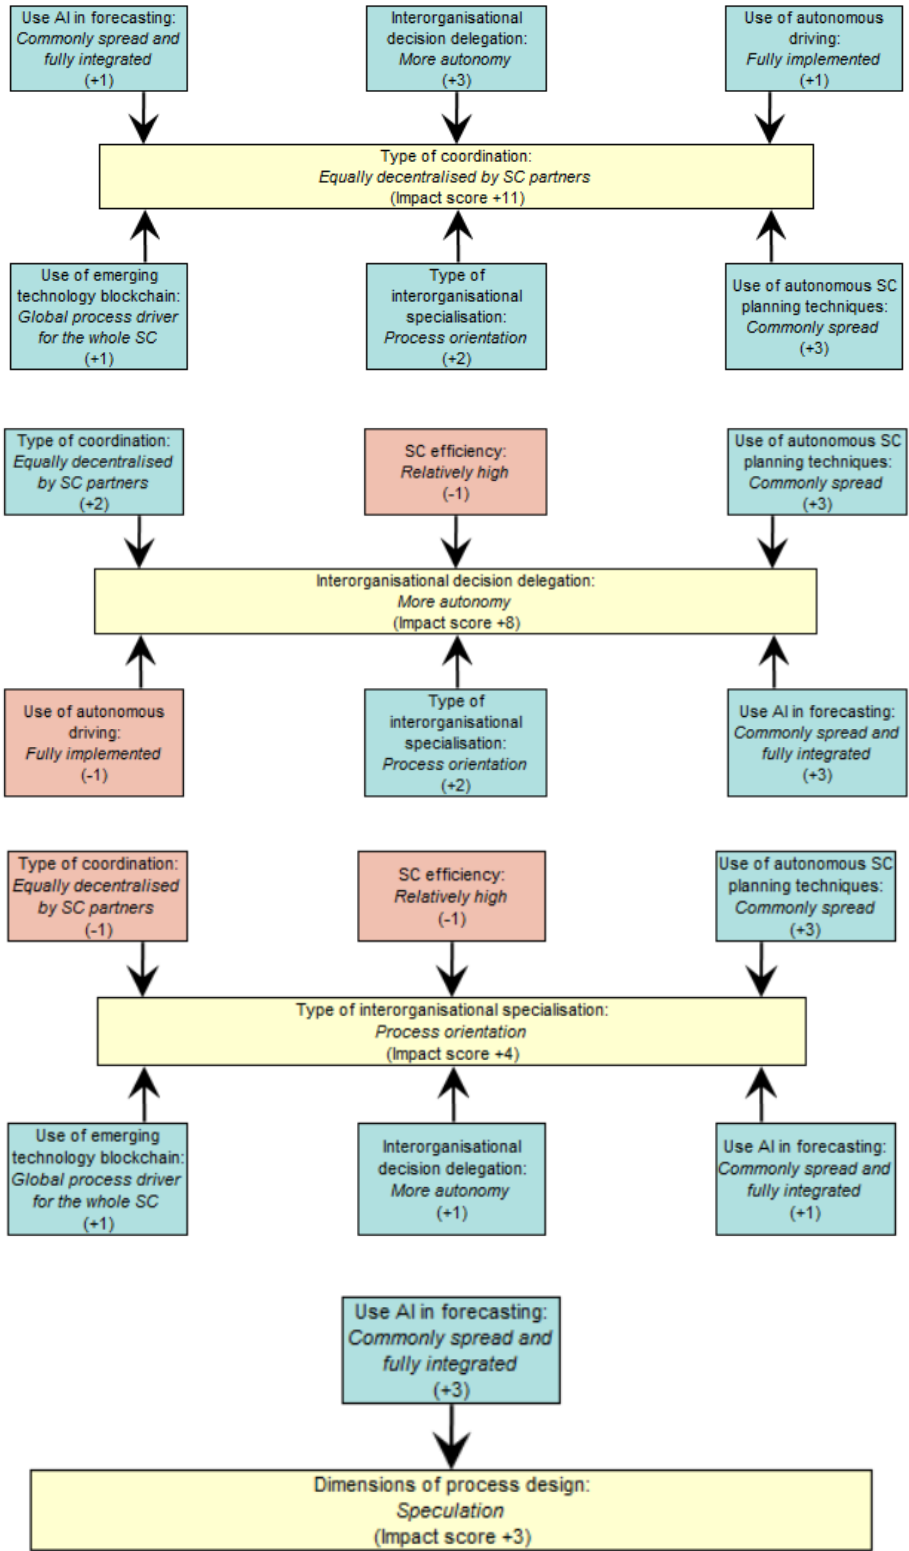 Use AI in forecasting:
Commonly spread and
fully integrated
(+1)
Interorganisational
decision delegation:
More autonomy
(+3)
Use of autonomous
driving:
Fully implemented
(+1)
Type of coordination:
Equally decentralised by SC partners
(Impact score +11)
Use of emerging
technology blockchain:
Global process driver
for the whole SC
(+1)
Type of
interorganisational
specialisation:
Process orientation
(+2)
Use of autonomous SC
planning techniques:
Commonly spread
(+3)
Type of coordination:
Equally decentralised
by SC partners
(+2)
SC efficiency:
Relatively high
(-1)
Use of autonomous SC
planning techniques:
Commonly spread
(+3)
Interorganisational decision delegation:
More autonomy
(Impact score +8)
Use of autonomous
driving:
Fully implemented
(-1)
Type of
interorganisational
specialisation:
Process orientation
(+2)
Use AI in forecasting:
Commonly spread and
fully integrated
(+3)
Type of coordination:
Equally decentralised
by SC partners
(-1)
SC efficiency:
Relatively high
(-1)
Use of autonomous SC
planning techniques:
Commonly spread
(+3)
Type of interorganisational specialisation:
Process orientation
(Impact score +4)
Use of emerging
technology blockchain:
Global process driver
for the whole SC
(+1)
Interorganisational
decision delegation:
More autonomy
(+1)
Use AI in forecasting:
Commonly spread and
fully integrated
(+1)
Use AI in forecasting:
Commonly spread and
fully integrated
(+3)
Dimensions of process design:
Speculation
(Impact score +3)